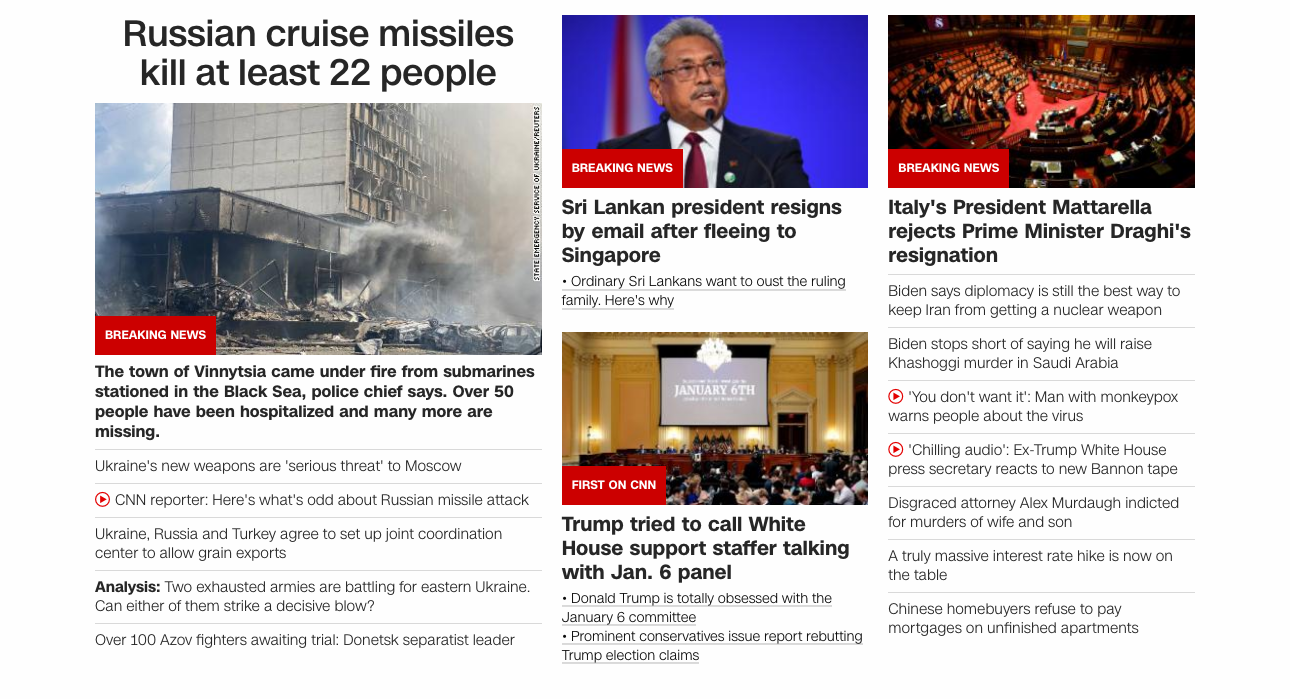 Russian cruise missiles
kill at least 22 people
STATE EMERGENCY SERVICE OF UKRAINE/REUTERS
BREAKING NEWS
The town of Vinnytsia came under fire from submarines
stationed in the Black Sea, police chief says. Over 50
people have been hospitalized and many more are
missing.
Ukraine's new weapons are 'serious threat' to Moscow
CNN reporter: Here's what's odd about Russian missile attack
Ukraine, Russia and Turkey agree to set up joint coordination
center to allow grain exports
Analysis: Two exhausted armies are battling for eastern Ukraine.
Can either of them strike a decisive blow?
Over 100 Azov fighters awaiting trial: Donetsk separatist leader
BREAKING NEWS
Sri Lankan president resigns
by email after fleeing to
Singapore
• Ordinary Sri Lankans want to oust the ruling
family. Here's why
JANUARY 6TH
FIRST ON CNN
Trump tried to call White
House support staffer talking
with Jan. 6 panel
• Donald Trump is totally obsessed with the
January 6 committee
• Prominent conservatives issue report rebutting
Trump election claims
BREAKING NEWS
Italy's President Mattarella
rejects Prime Minister Draghi's
resignation
Biden says diplomacy is still the best way to
keep Iran from getting a nuclear weapon
Biden stops short of saying he will raise
Khashoggi murder in Saudi Arabia
'You don't want it': Man with monkeypox
warns people about the virus
'Chilling audio': Ex-Trump White House
press secretary reacts to new Bannon tape
Disgraced attorney Alex Murdaugh indicted
for murders of wife and son
A truly massive interest rate hike is now on
the table
Chinese homebuyers refuse to pay
mortgages on unfinished apartments